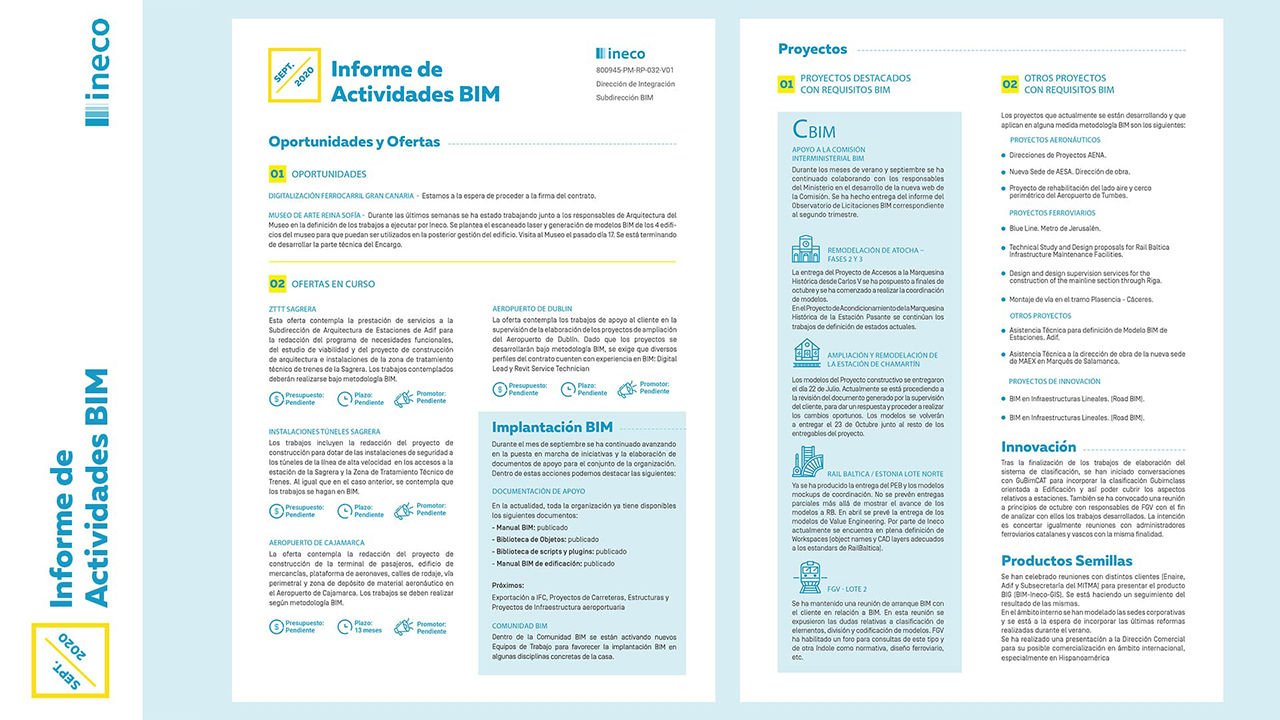 ineco
Informe de
Actividades BIM
SEPT.
2020
SEPT.
2020
Informe de
Actividades BIM
ineco
800945-PM-RP-032-V01
Dirección de Integración
Subdirección BIM
Oportunidades y Ofertas
01 OPORTUNIDADES
DIGITALIZACIÓN FERROCARRIL GRAN CANARIA - Estamos a la espera de proceder a la firma del contrato.
MUSEO DE ARTE REINA SOFÍA - Durante las últimas semanas se ha estado trabajando junto a los responsables de Arquitectura del
Museo en la definición de los trabajos a ejecutar por Ineco. Se plantea el escaneado laser y generación de modelos BIM de los 4 edifi-
cios del museo para que puedan ser utilizados en la posterior gestión del edificio. Visita al Museo el pasado día 17. Se está terminando
de desarrollar la parte técnica del Encargo.
02 OFERTAS EN CURSO
ZTTT SAGRERA
Esta oferta contempla la prestación de servicios a la
Subdirección de Arquitectura de Estaciones de Adif para
la redacción del programa de necesidades funcionales,
del estudio de viabilidad y del proyecto de construcción
de arquitectura e instalaciones de la zona de tratamiento
técnico de trenes de la Sagrera. Los trabajos contemplados
deberán realizarse bajo metodología BIM.
Presupuesto:
Pendiente
Plazo:
Pendiente
Promotor:
Pendiente
INSTALACIONES TÚNELES SAGRERA
Los trabajos incluyen la redacción del proyecto de
construcción para dotar de las instalaciones de seguridad a
los túneles de la línea de alta velocidad en los accesos a la
estación de la Sagrera y la Zena de Tratamiento Técnico de
Trenes. Al igual que en el caso anterior, se contempla que
los trabajos se hagan en BIM.
Presupuesto:
Pendiente
Plazo:
Pendiente
Promotor:
Pendiente
AEROPUERTO DE CAJAMARCA
La oferta contempla la redacción del proyecto de
construcción de la terminal de pasajeros, edificio de
mercancías, plataforma de aeronaves, calles de rodaje, vía
perimetral y zona de depósito de material aeronáutico en
el Aeropuerto de Cajamarca. Los trabajos se deben realizar
según metodología BIM.
Presupuesto:
Pendiente
Plazo:
13 meses
Promotor:
Pendiente
AEROPUERTO DE DUBLIN
La oferta contempla los trabajos de apoyo al cliente en la
supervisión de la elaboración de los proyectos de ampliación
del Aeropuerto de Dublín. Dado que los proyectos se
desarrollarán bajo metodología BIM, se exige que diversos
perfiles del contrato cuenten con experiencia en BIM: Digital
Lead y Revit Service Technician
Presupuesto:
Pendiente
Plazo:
Pendiente
Promotor:
Pendiente
Implantación BIM
Durante el mes de septiembre se ha continuado avanzando
en la puesta en marcha de iniciativas y la elaboración de
documentos de apoyo para el conjunto de la organización.
Dentro de estas acciones podemos destacar las siguientes:
DOCUMENTACIÓN DE APOYO
En la actualidad, toda la organización ya tiene disponibles
los siguientes documentos:
- Manual BIM: publicado
- Biblioteca de Objetos: publicado
- Biblioteca de scripts y plugins: publicado
- Manual BIM de edificación: publicado
Próximos:
Exportación a IFC, Proyectos de Carreteras, Estructuras y
Proyectos de Infraestructura aeroportuaria
COMUNIDAD BIM
Dentro de la Comunidad BIM se están activando nuevos
Equipos de Trabajo para favorecer la implantación BIM en
algunas disciplinas concretas de la casa.
Proyectos
01 PROYECTOS DESTACADOS
CON REQUISITOS BIM
CBIM
APOYO A LA COMISIÓN
INTERMINISTERIAL BIM
Durante los meses de verano y septiembre se ha
continuado colaborando con los responsables
del Ministerio en el desarrollo de la nueva web de
la Comisión. Se ha hecho entrega del informe del
Observatorio de Licitaciones BIM correspondiente
al segundo trimestre.
REMODELACIÓN DE ATOCHA –
FASES 2 Y 3
La entrega del Proyecto de Accesos a la Marquesina
Histórica desde Carlos V se ha pospuesto a finales de
octubre y se ha comenzado a realizar la coordinación
de modelos.
En el Proyecto de Acondicionamiento de la Marquesina
Histórica de la Estación Pasante se continúan los
trabajos de definición de estados actuales.
AMPLIACIÓN Y REMODELACIÓN DE
LA ESTACIÓN DE CHAMARTÍN
Los modelos del Proyecto constructivo se entregaron
el día 22 de Julio. Actualmente se está procediendo a
la revisión del documento generado por la supervisión
del cliente, para dar un respuesta y proceder a realizar
los cambios oportunos. Los modelos se volverán
a entregar el 23 de Octubre junto al resto de los
entregables del proyecto.
RAIL BALTICA / ESTONIA LOTE NORTE
Ya se ha producido la entrega del PEB y los modelos
mockups de coordinación. No se prevén entregas
parciales más allá de mostrar el avance de los
modelos a RB. En abril se prevé la entrega de los
modelos de Value Engineering. Por parte de Ineco
actualmente se encuentra en plena definición de
Workspaces (object names y CAD layers adecuados
a los estandars de RailBaltica).
FGV - LOTE 2
Se ha mantenido una reunión de arranque BIM con
el cliente en relación a BIM. En esta reunión se
expusieron las dudas relativas a clasificación de
elementos, división y codificación de modelos. FGV
ha habilitado un foro para consultas de este tipo y
de otra índole como normativa, diseño ferroviario,
etc.
02 OTROS PROYECTOS
CON REQUISITOS BIM
Los proyectos que actualmente se están desarrollando y que
aplican en alguna medida metodología BIM son los siguientes:
PROYECTOS AERONÁUTICOS
Direcciones de Proyectos AENA.
Nueva Sede de AESA. Dirección de obra.
Proyecto de rehabilitación del lado aire y cerco
perimétrico del Aeropuerto de Tumbes.
PROYECTOS FERROVIARIOS
Blue Line. Metro de Jerusalén.
Technical Study and Design proposals for Rail Baltica
Infrastructure Maintenance Facilities.
Design and design supervision services for the
construction of the mainline section through Riga.
Montaje de vía en el tramo Plasencia - Cáceres.
OTROS PROYECTOS
Asistencia Técnica para definición de Modelo BIM de
Estaciones. Adif.
Asistencia Técnica a la dirección de obra de la nueva sede
de MAEX en Marqués de Salamanca.
PROYECTOS DE INNOVACIÓN
BIM en Infraestructuras Lineales. (Road BIM).
BIM en Infraestructuras Lineales. (Road BIM).
Innovación
Tras la finalización de los trabajos de elaboración del
sistema de clasificación, se han iniciado conversaciones
con GuBimCAT para incorporar la clasificación Gubimclass
orientada a Edificación y así poder cubrir los aspectos
relativos a estaciones. También se ha convocado una reunión
a principios de octubre con responsables de FGV con el fin
de analizar con ellos los trabajos desarrollados. La intención
es concertar igualmente reuniones con administradores
ferroviarios catalanes y vascos con la misma finalidad.
Productos Semillas
Se han celebrado reuniones con distintos clientes (Enaire,
Adif y Subsecretaría del MITMA) para presentar el producto
BIG (BIM-Ineco-GIS). Se está haciendo un seguimiento del
resultado de las mismas.
En el ámbito interno se han modelado las sedes corporativas
y se está a la espera de incorporar las últimas reformas
realizadas durante el verano.
Se ha realizado una presentación a la Dirección Comercial
para su posible comercialización en ámbito internacional,
especialmente en Hispanoamérica